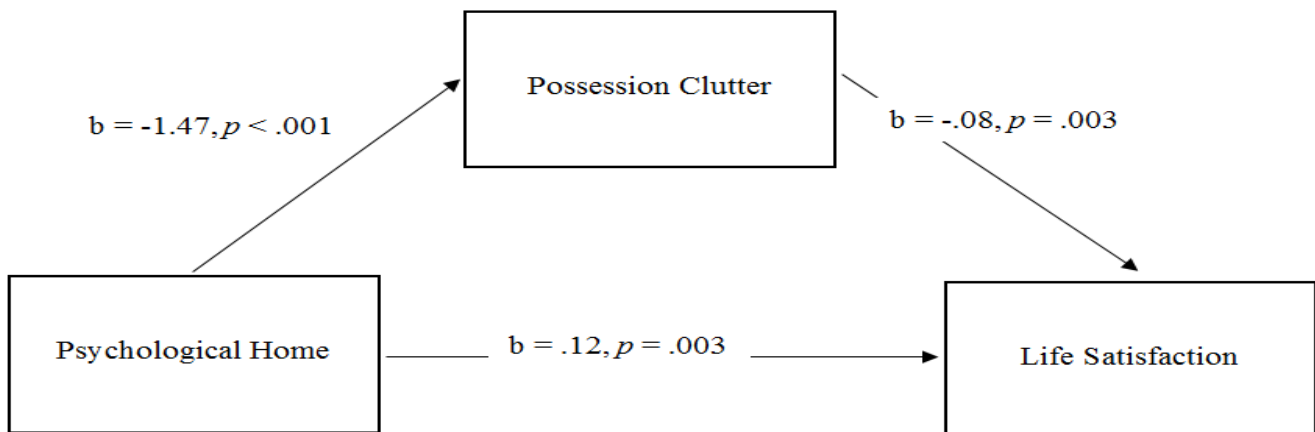 Possession Clutter
b = -1.47, p < .001
b = -.08, p = .003
Psychological Home
b = .12, p = .003
Life Satisfaction